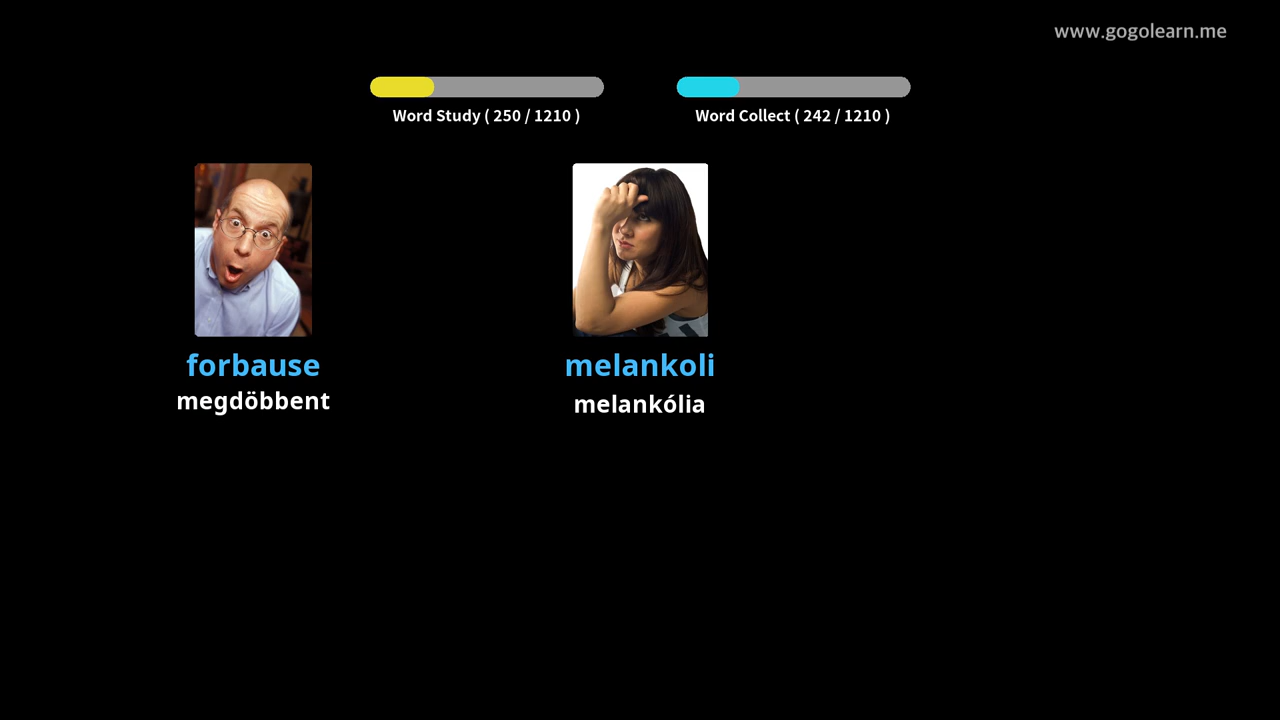 www.gogolearn.me
Word Study ( 250 / 1210 )
Word Collect ( 242 / 1210 )
forbause
megdöbbent
melankoli
melankólia